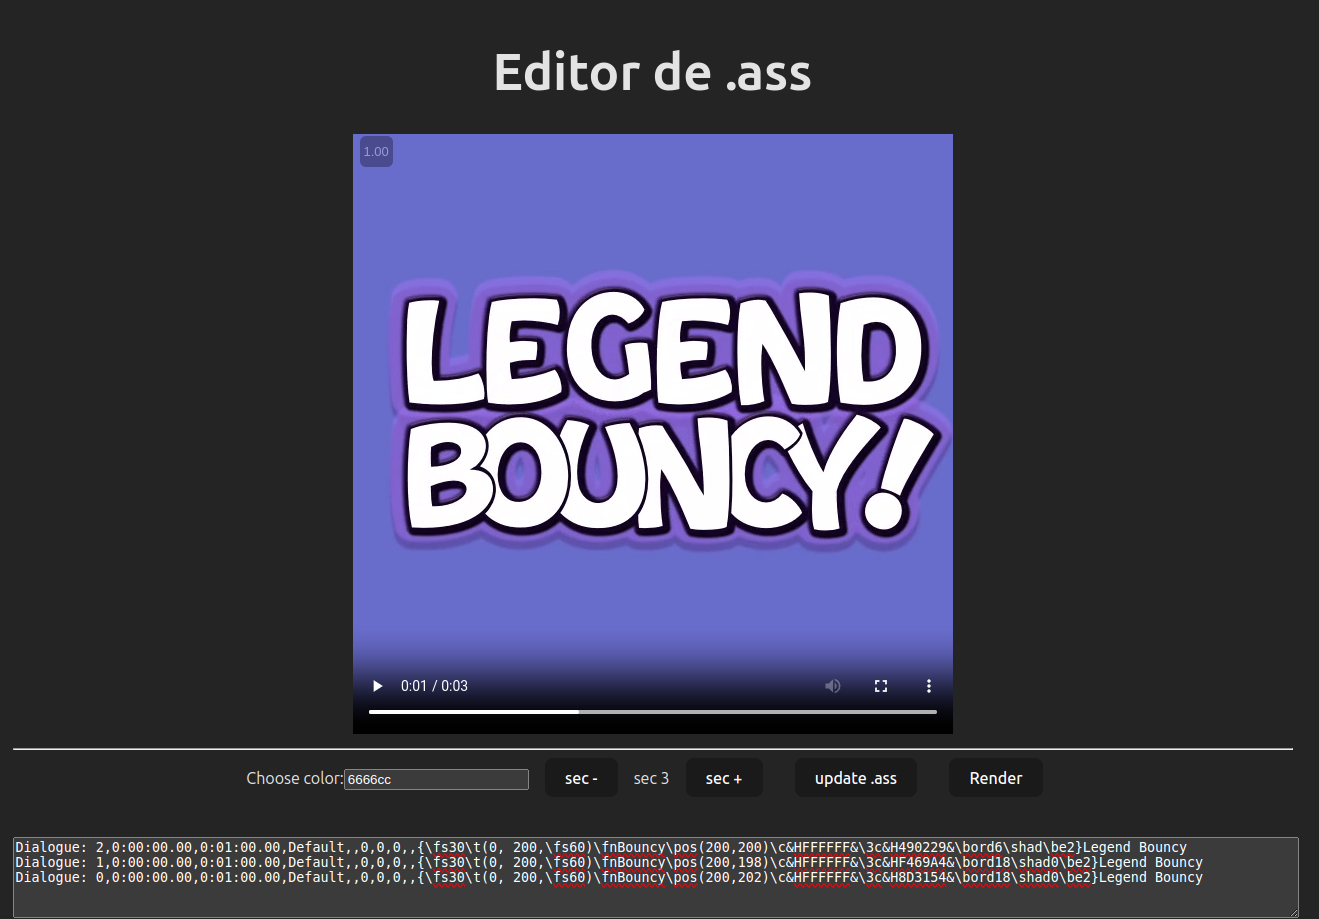 Editor de .ass
1.00
LEGEND
BOUNCY!
0:01 / 0:03
Choose color:6666cc sec - sec 3 sec + update .ass Render
Dialogue: 2,0:00:00.00,0:01:00.00,Default,,0,0,0,,{\fs30\t(0, 200,\fs60)\fnBouncy\pos(200,200)\c&HFFFFFF&\3c&H490229&\bord6\shad\be2}Legend Bouncy
Dialogue: 1,0:00:00.00,0:01:00.00,Default,,0,0,0,,{\fs30\t(0, 200,\fs60)\fnBouncy\pos(200,198)\c&HFFFFFF&\3c&HF469A4&\bord18\shad0\be2}Legend Bouncy
Dialogue: 0,0:00:00.00,0:01:00.00,Default,,0,0,0,,{\fs30\t(0, 200,\fs60)\fnBouncy\pos(200,202)\c&HFFFFFF&\3c&H8D3154&\bord18\shad0\be2}Legend Bouncy